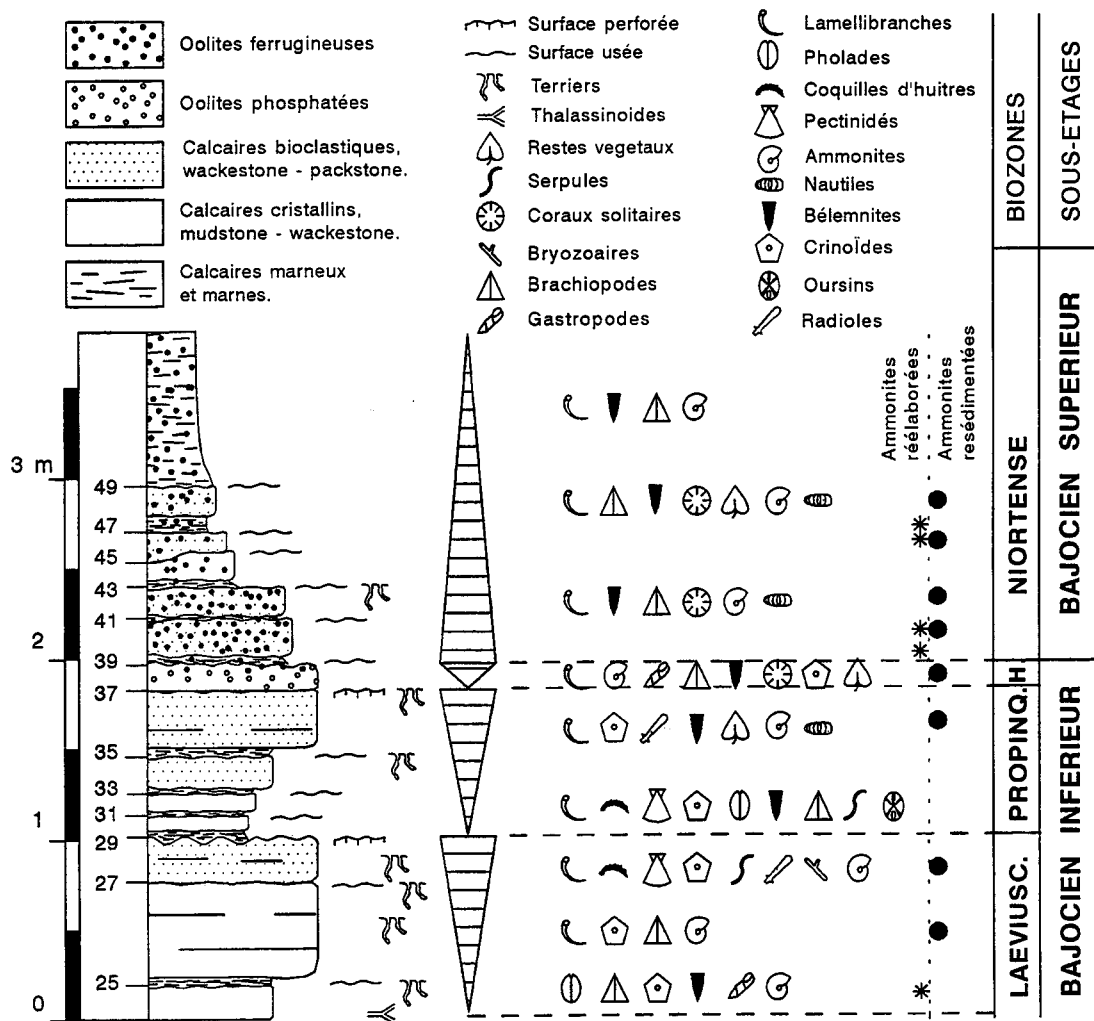 Oolites ferrugineuses
Oolites phosphatées
Calcaires bioclastiques,
wackestone - packstone.
Calcaires cristallins,
mudstone - wackestone.
Calcaires marneux
et marnes.
Surface perforée
Surface usée
Terriers
Thalassinoides
Restes vegetaux
Serpules
Coraux solitaires
Bryozoaires
Brachiopodes
Gastropodes
Lamellibranches
Pholades
Coquilles d'huitres
Pectinidés
Ammonites
Nautiles
Bélemnites
CrinoÏdes
Oursins
Radioles
BIOZONES
SOUS-ETAGES
Ammonites
réélaborées
Ammonites
resédimentées
3 m
2
1
0
49
47
45
43
41
39
37
35
33
31
29
27
25
NIORTENSE
PROPINQ.H.
LAEVIUSC.
BAJOCIEN SUPERIEUR
BAJOCIEN INFERIEUR